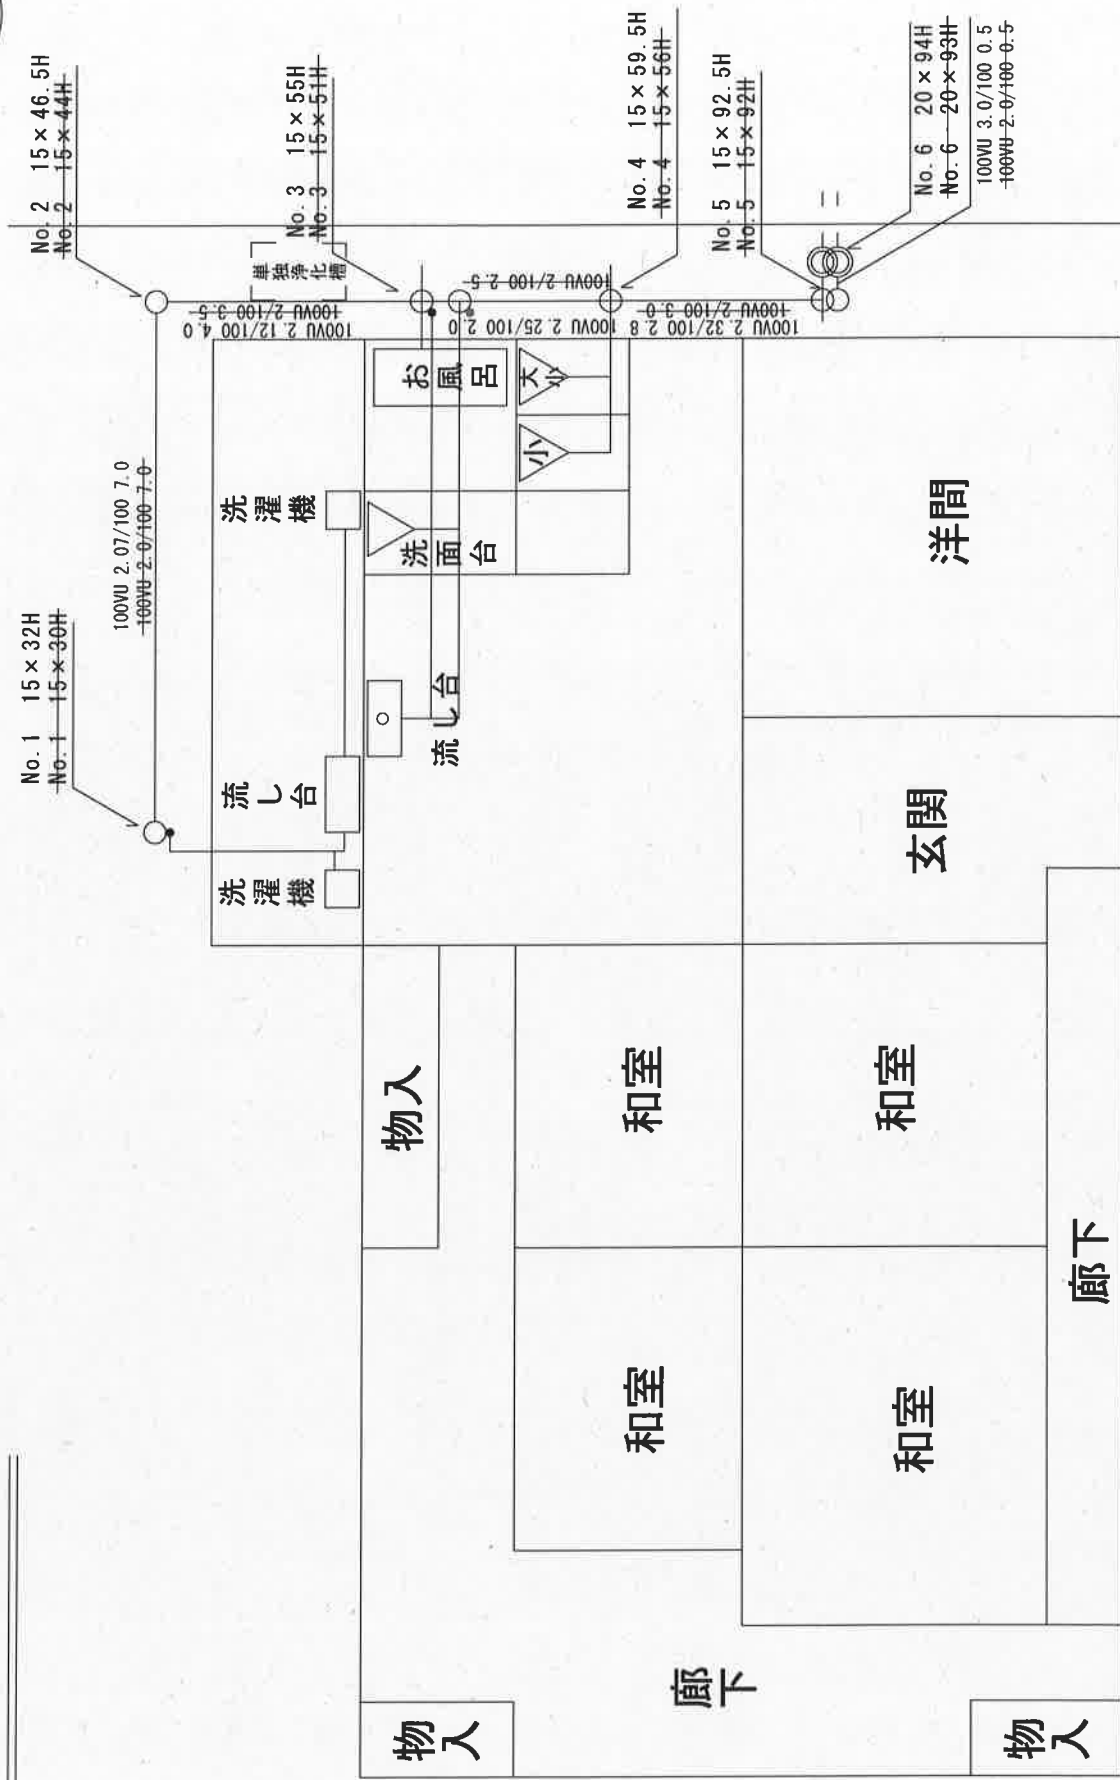 No. 2 15×46.5H
No. 2 15×44H
No. 3 15×55H
No. 3 15×51H
No. 4 15×59.5H
No. 4 15×56H
No. 5 15×92.5H
No. 5 15×92H
No. 6 20×94H
No. 6 20×93H
100VU 3.0/100 0.5
100VU 2.0/100 0.5
No. 1 15×32H
No. 1 15×30H
100VU 2.07/100 7.0
100VU 2.0/100 7.0
単独浄化槽
100VU 2/100 3.5
100VU 2.12/100 4.0
100VU 2/100 2.5
100VU 2.25/100 2.0
100VU 2/100 3.0
100VU 2.32/100 2.8
洗濯機
流し台
洗濯機
お風呂
洗面台
大小
小
流し台
物入
和室
和室
洋間
玄関
和室
和室
廊下
廊下
物入
物入